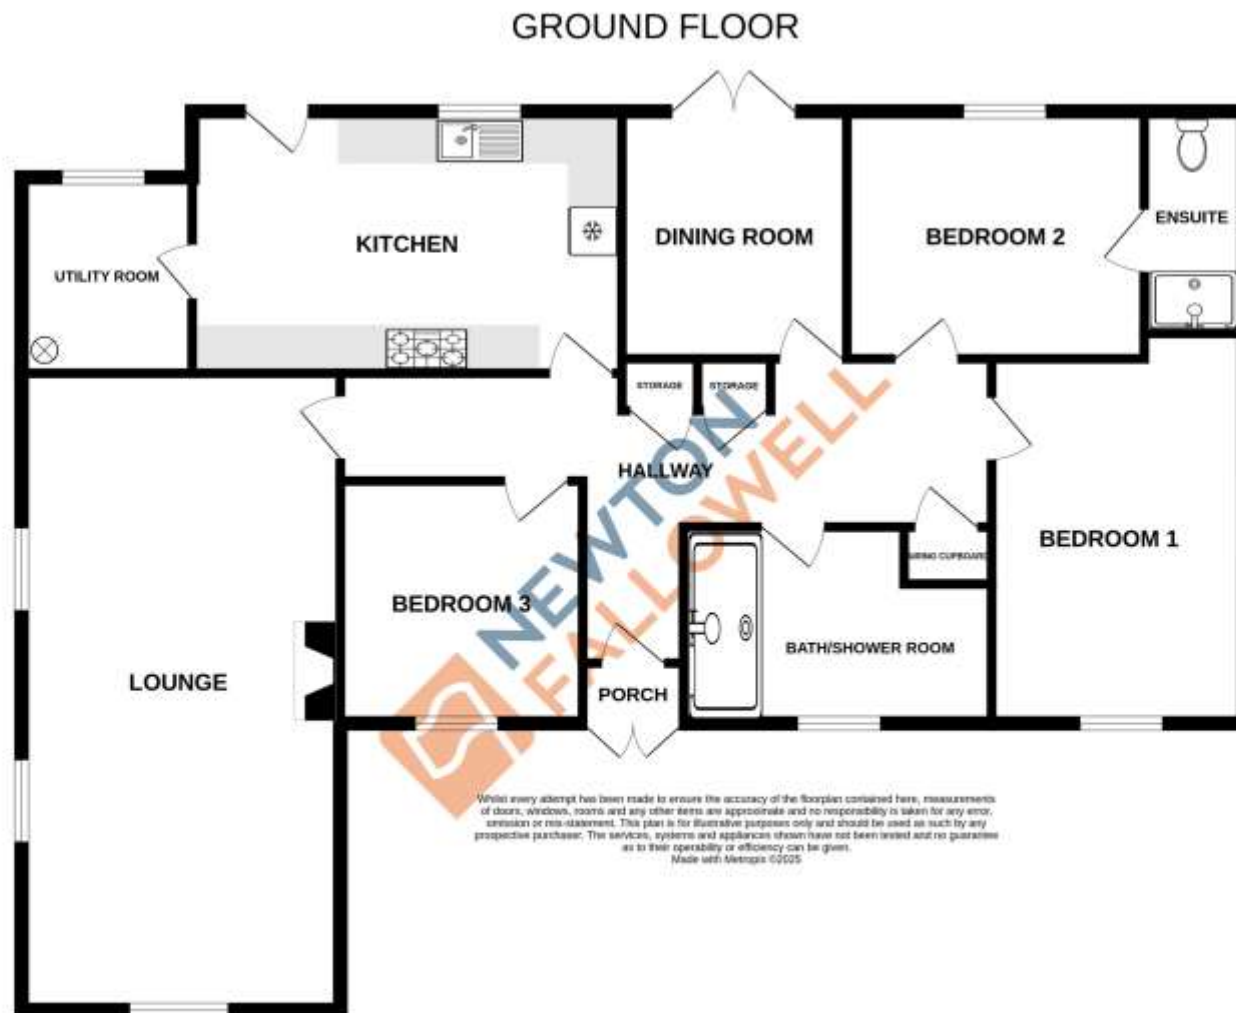 GROUND FLOOR
KITCHEN
DINING ROOM
BEDROOM 2
ENSUITE
UTILITY ROOM
STORAGE
STORAGE
HALLWAY
BEDROOM 1
AIRING CUPBOARD
BEDROOM 3
BATH/SHOWER ROOM
LOUNGE
PORCH
NEWTON
FALLOWELL
Whilst every attempt has been made to ensure the accuracy of the floorplan contained here, measurements
of doors, windows, rooms and any other items are approximate and no responsibility is taken for any error,
omission or mis-statement. This plan is for illustrative purposes only and should be used as such by any
prospective purchaser. The services, systems and appliances shown have not been tested and no guarantee
as to their operability or efficiency can be given.
Made with Metropix ©2025